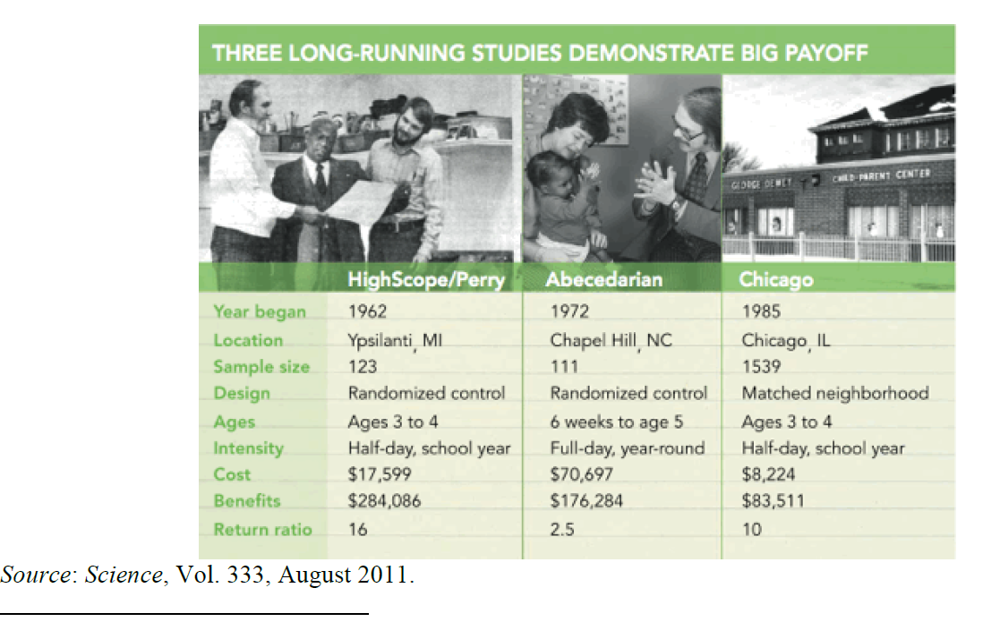 THREE LONG-RUNNING STUDIES DEMONSTRATE BIG PAYOFF
GEORGE DEWEY CHILD-PARENT CENTER
HighScope/Perry Abecedarian Chicago
Year began 1962 1972 1985
Location Ypsilanti, MI Chapel Hill, NC Chicago, IL
Sample size 123 111 1539
Design Randomized control Randomized control Matched neighborhood
Ages Ages 3 to 4 6 weeks to age 5 Ages 3 to 4
Intensity Half-day, school year Full-day, year-round Half-day, school year
Cost $17,599 $70,697 $8,224
Benefits $284,086 $176,284 $83,511
Return ratio 16 2.5 10
Source: Science, Vol. 333, August 2011.